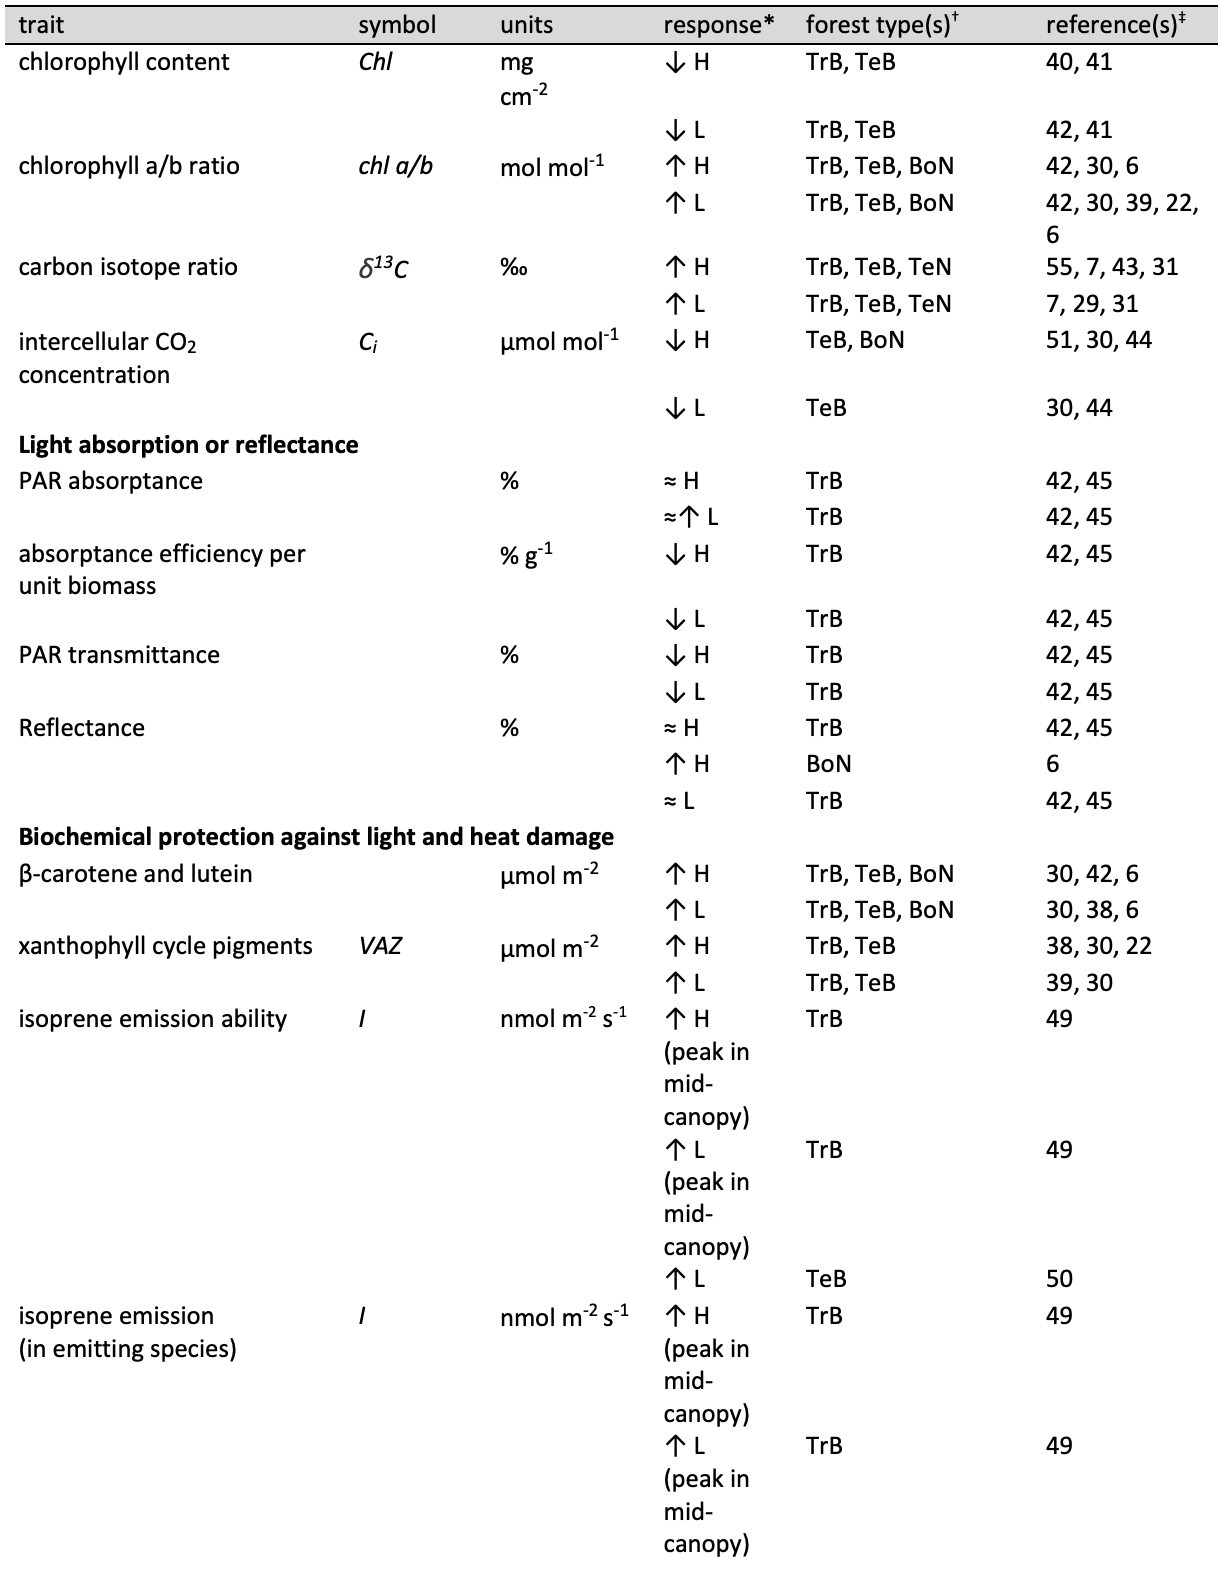 trait symbol units response* forest type(s)† reference(s)‡
chlorophyll content Chl mg ↓ H TrB, TeB 40, 41
cm-2
↓ L TrB, TeB 42, 41
chlorophyll a/b ratio chl a/b mol mol-1 ↑ H TrB, TeB, BoN 42, 30, 6
↑ L TrB, TeB, BoN 42, 30, 39, 22,
6
carbon isotope ratio δ13C ‰ ↑ H TrB, TeB, TeN 55, 7, 43, 31
↑ L TrB, TeB, TeN 7, 29, 31
intercellular CO2 Ci µmol mol-1 ↓ H TeB, BoN 51, 30, 44
concentration
↓ L TeB 30, 44
Light absorption or reflectance
PAR absorptance % ≈ H TrB 42, 45
≈↑ L TrB 42, 45
absorptance efficiency per % g-1 ↓ H TrB 42, 45
unit biomass
↓ L TrB 42, 45
PAR transmittance % ↓ H TrB 42, 45
↓ L TrB 42, 45
Reflectance % ≈ H TrB 42, 45
↑ H BoN 6
≈ L TrB 42, 45
Biochemical protection against light and heat damage
β-carotene and lutein µmol m-2 ↑ H TrB, TeB, BoN 30, 42, 6
↑ L TrB, TeB, BoN 30, 38, 6
xanthophyll cycle pigments VAZ µmol m-2 ↑ H TrB, TeB 38, 30, 22
↑ L TrB, TeB 39, 30
isoprene emission ability I nmol m-2 s-1 ↑ H TrB 49
(peak in
mid-
canopy)
↑ L TrB 49
(peak in
mid-
canopy)
↑ L TeB 50
isoprene emission I nmol m-2 s-1 ↑ H TrB 49
(in emitting species) (peak in
mid-
canopy)
↑ L TrB 49
(peak in
mid-
canopy)